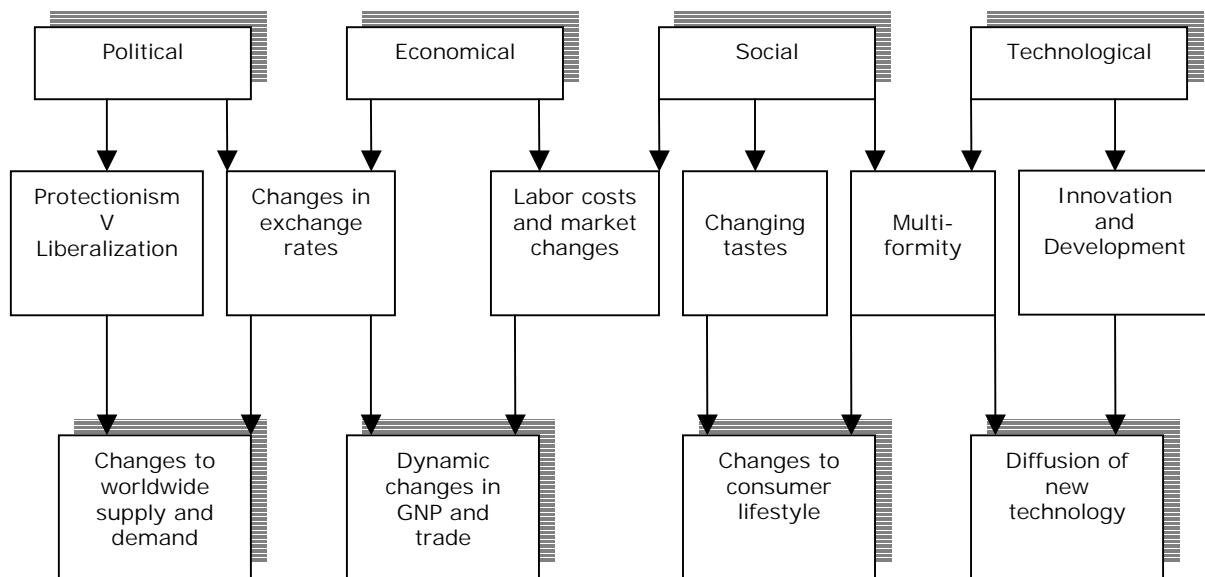 Political
Economical
Social
Technological
Protectionism
V
Liberalization
Changes in
exchange
rates
Labor costs
and market
changes
Changing
tastes
Multi-
formity
Innovation
and
Development
Changes to
worldwide
supply and
demand
Dynamic
changes in
GNP and
trade
Changes to
consumer
lifestyle
Diffusion of
new
technology